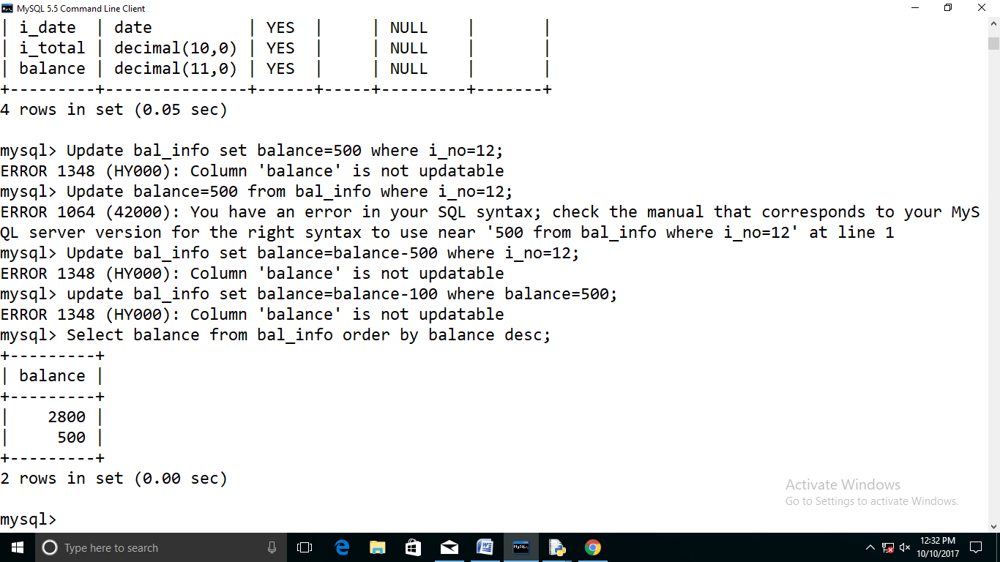 MySQL 5.5 Command Line Client
| i_date  | date          | YES  |     | NULL    |       |
| i_total | decimal(10,0) | YES  |     | NULL    |       |
| balance | decimal(11,0) | YES  |     | NULL    |       |
+---------+---------------+------+-----+---------+-------+
4 rows in set (0.05 sec)
mysql> Update bal_info set balance=500 where i_no=12;
ERROR 1348 (HY000): Column 'balance' is not updatable
mysql> Update balance=500 from bal_info where i_no=12;
ERROR 1064 (42000): You have an error in your SQL syntax; check the manual that corresponds to your MyS
QL server version for the right syntax to use near '500 from bal_info where i_no=12' at line 1
mysql> Update bal_info set balance=balance-500 where i_no=12;
ERROR 1348 (HY000): Column 'balance' is not updatable
mysql> update bal_info set balance=balance-100 where balance=500;
ERROR 1348 (HY000): Column 'balance' is not updatable
mysql> Select balance from bal_info order by balance desc;
+---------+
| balance |
+---------+
|    2800 |
|     500 |
+---------+
2 rows in set (0.00 sec)
mysql>
Activate Windows
Go to Settings to activate Windows.
Type here to search
12:32 PM
10/10/2017